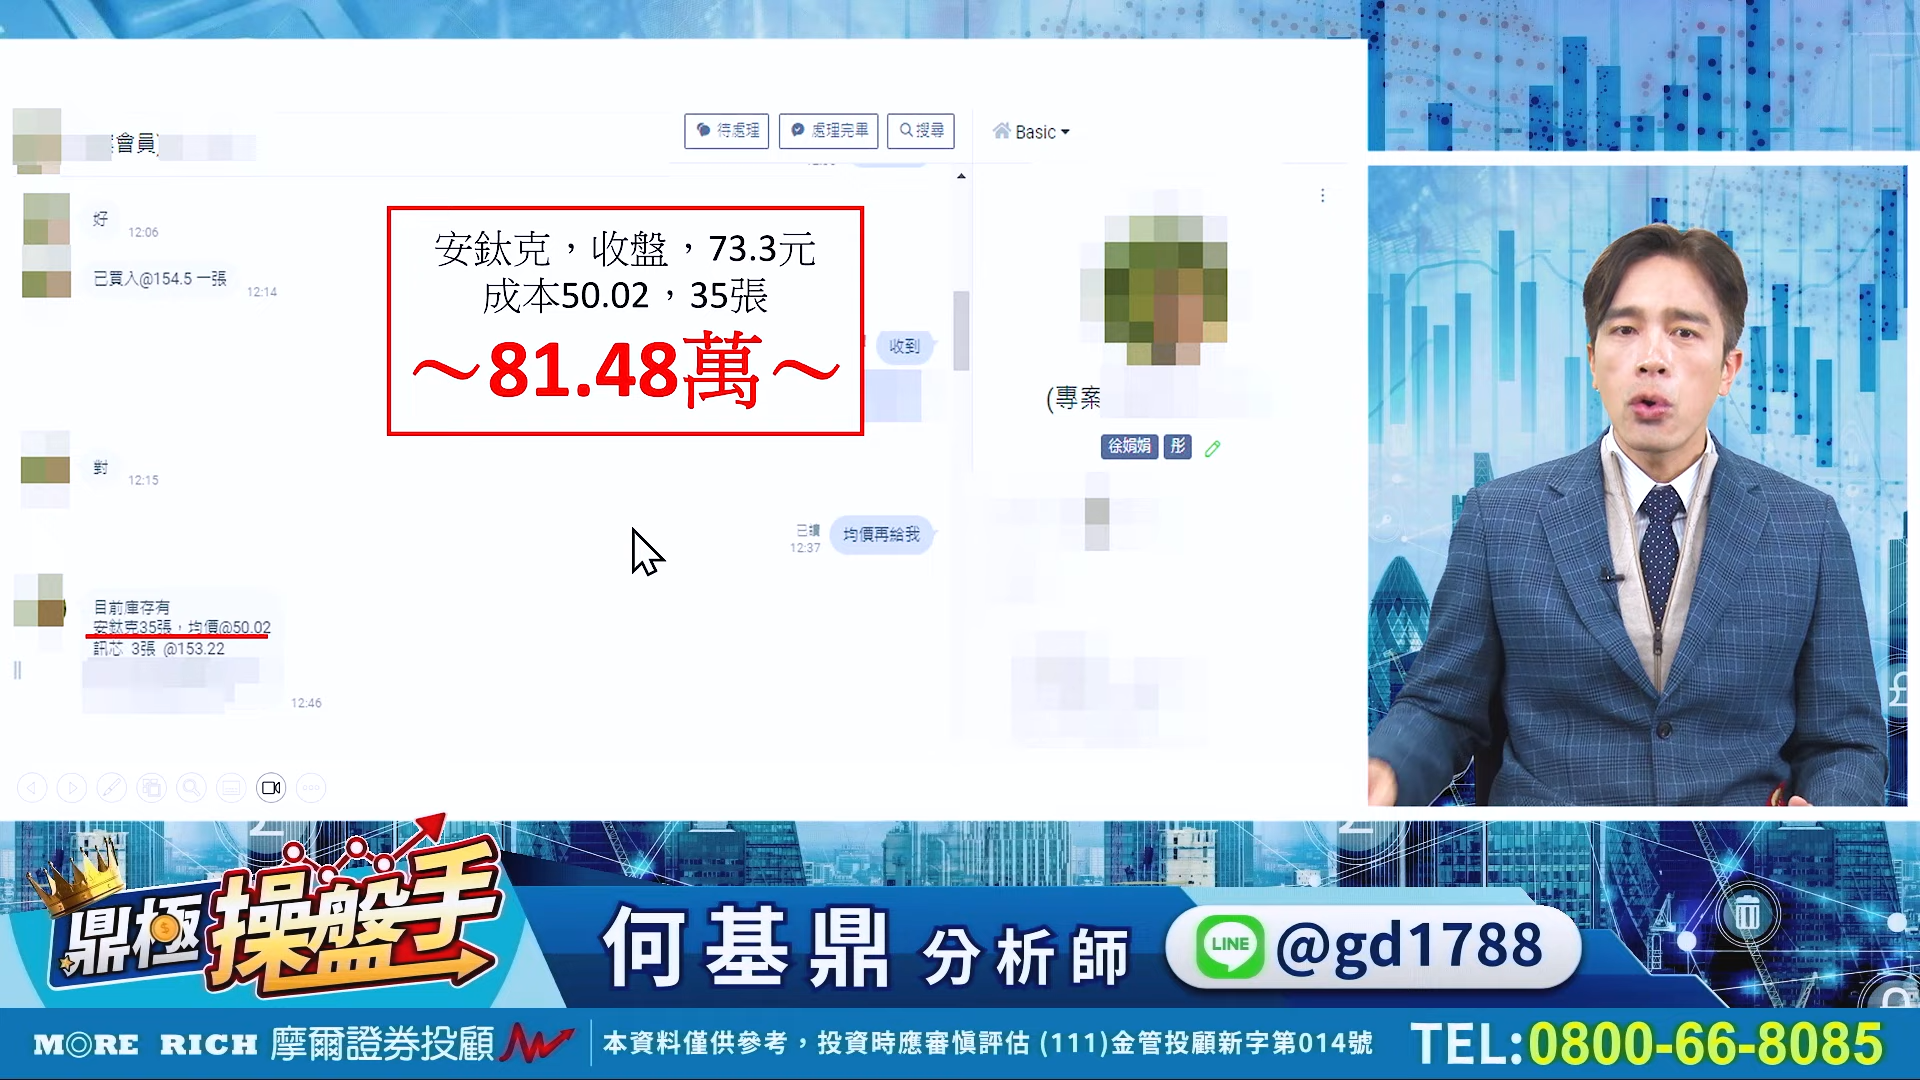 會員)
待處理
處理完畢
搜尋
Basic
好
12:06
已買入@154.5 一張
12:14
安鈦克，收盤，73.3元
成本50.02，35張
～81.48萬～
收到
(專案
徐娟娟
彤
對
12:15
已讀
12:37
均價再給我
目前庫存有
安鈦克35張，均價@50.02
訊芯 3張 @153.22
12:46
鼎極操盤手
何基鼎 分析師
LINE @gd1788
MORE RICH 摩爾證券投顧
本資料僅供參考，投資時應審慎評估 (111)金管投顧新字第014號
TEL:0800-66-8085